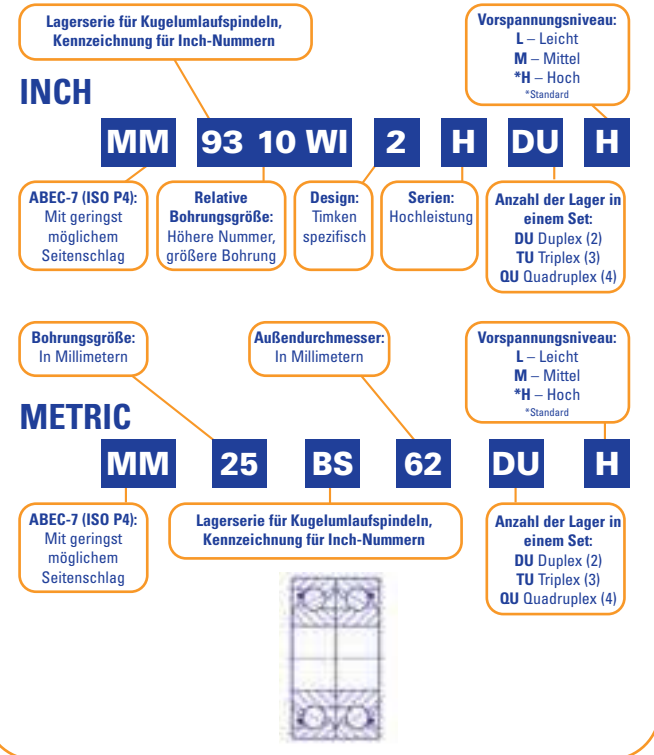 Lagerserie für Kugelumlaufspindeln,
Kennzeichnung für Inch-Nummern
Vorspannungsniveau:
L – Leicht
M – Mittel
*H – Hoch
*Standard
INCH
MM 93 10 WI 2 H DU H
ABEC-7 (ISO P4):
Mit geringst
möglichem
Seitenschlag
Relative
Bohrungsgröße:
Höhere Nummer,
größere Bohrung
Design:
Timken
spezifisch
Serien:
Hochleistung
Anzahl der Lager in
einem Set:
DU Duplex (2)
TU Triplex (3)
QU Quadruplex (4)
Bohrungsgröße:
In Millimetern
Außendurchmesser:
In Millimetern
Vorspannungsniveau:
L – Leicht
M – Mittel
*H – Hoch
*Standard
METRIC
MM 25 BS 62 DU H
ABEC-7 (ISO P4):
Mit geringst
möglichem
Seitenschlag
Lagerserie für Kugelumlaufspindeln,
Kennzeichnung für Inch-Nummern
Anzahl der Lager in
einem Set:
DU Duplex (2)
TU Triplex (3)
QU Quadruplex (4)